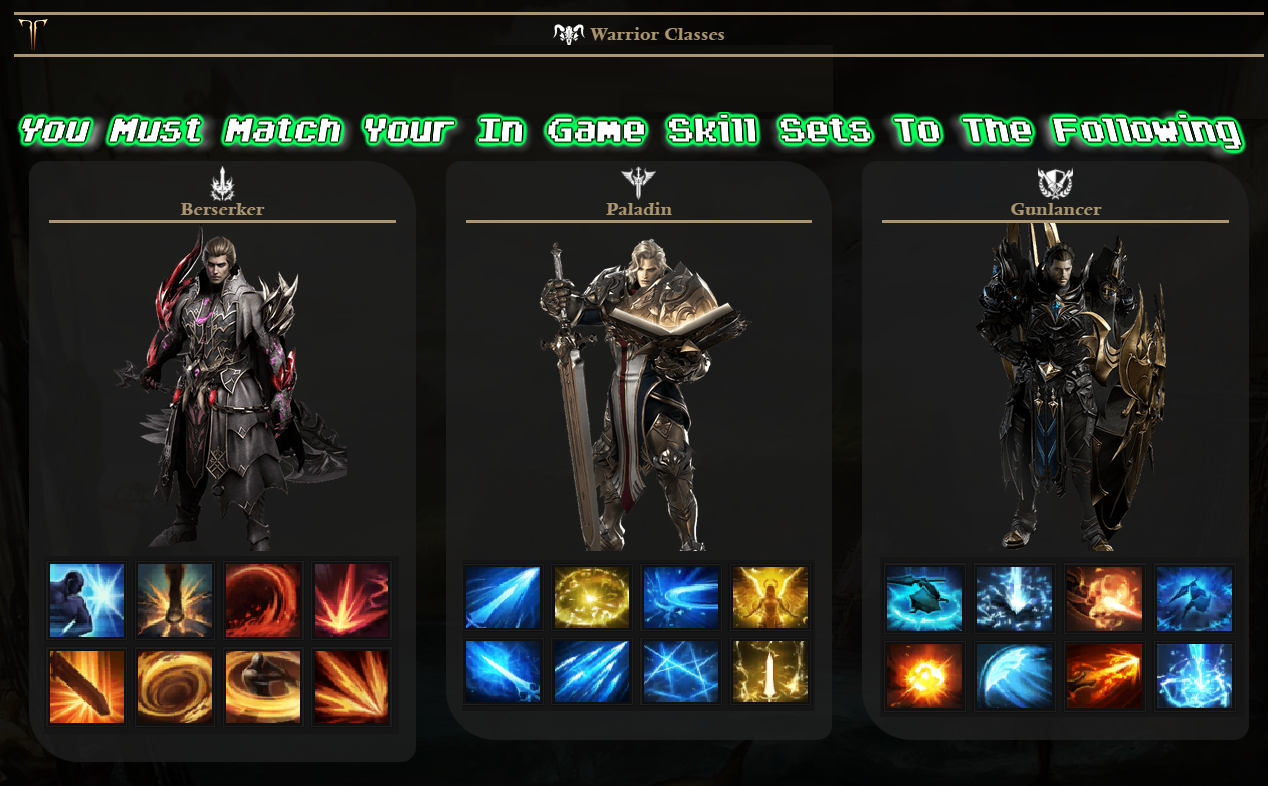 Warrior Classes
You Must Match Your In Game Skill Sets To The Following
Berserker
Paladin
Gunlancer